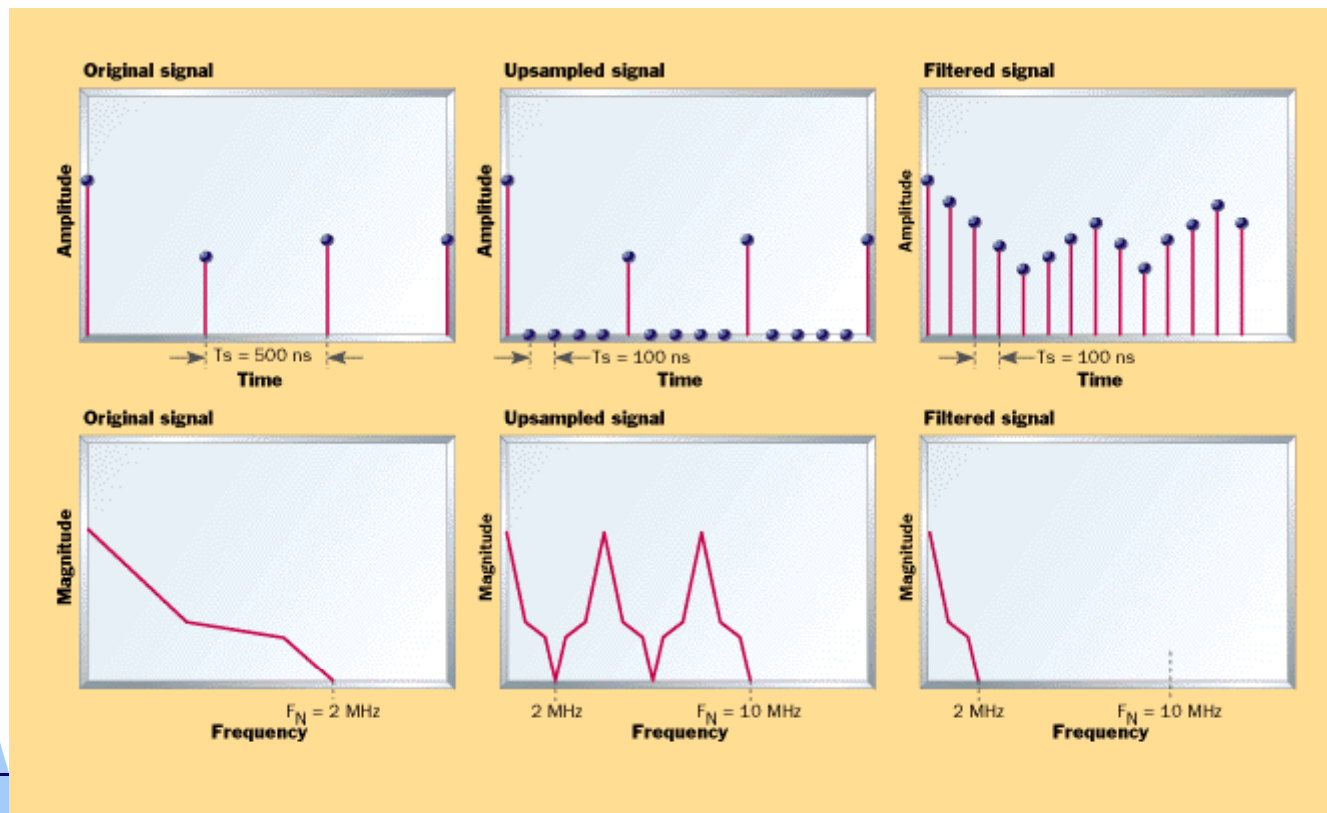 Original signal
Upsampled signal
Filtered signal
Amplitude
Amplitude
Amplitude
Ts = 500 ns
Ts = 100 ns
Ts = 100 ns
Time
Time
Time
Original signal
Upsampled signal
Filtered signal
Magnitude
Magnitude
Magnitude
FN = 2 MHz
2 MHz
FN = 10 MHz
2 MHz
FN = 10 MHz
Frequency
Frequency
Frequency